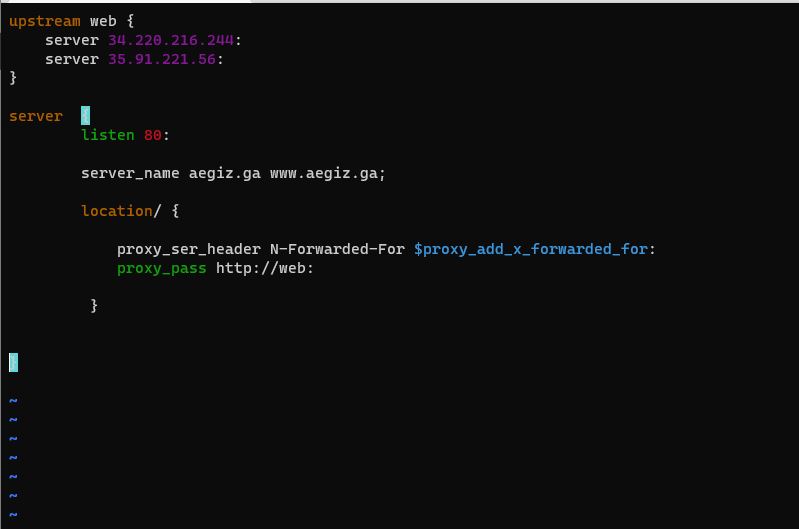 upstream web {
    server 34.220.216.244:
    server 35.91.221.56:
}
server  {
        listen 80:
        server_name aegiz.ga www.aegiz.ga;
        location/ {
            proxy_ser_header N-Forwarded-For $proxy_add_x_forwarded_for:
            proxy_pass http://web:
         }
}
~
~
~
~
~
~
~